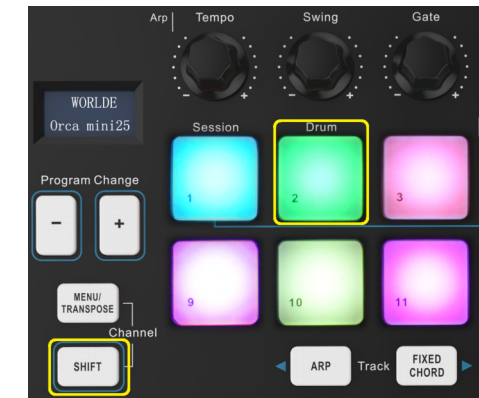 Arp
Tempo
Swing
Gate
-
+
-
+
-
+
WORLDE
Orca mini25
Session
Drum
1
2
3
Program Change
-
+
9
10
11
MENU/
TRANSPOSE
Channel
SHIFT
ARP
Track
FIXED
CHORD